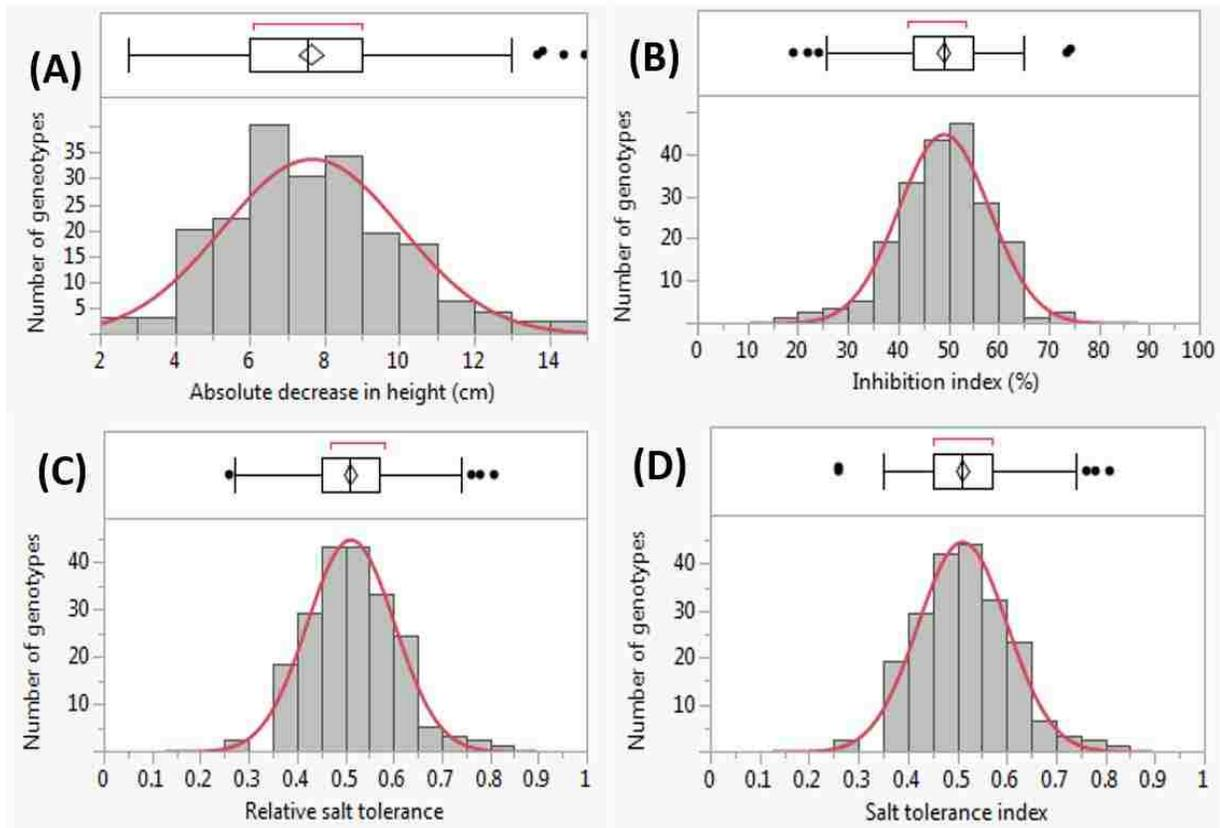 (A)
Number of geneotypes
35
30
25
20
15
10
5
2 4 6 8 10 12 14
Absolute decrease in height (cm)
(B)
Number of genotypes
40
30
20
10
0 10 20 30 40 50 60 70 80 90 100
Inhibition index (%)
(C)
Number of genotypes
40
30
20
10
0 0.1 0.2 0.3 0.4 0.5 0.6 0.7 0.8 0.9 1
Relative salt tolerance
(D)
Number of genotypes
40
30
20
10
0 0.1 0.2 0.3 0.4 0.5 0.6 0.7 0.8 0.9 1
Salt tolerance index